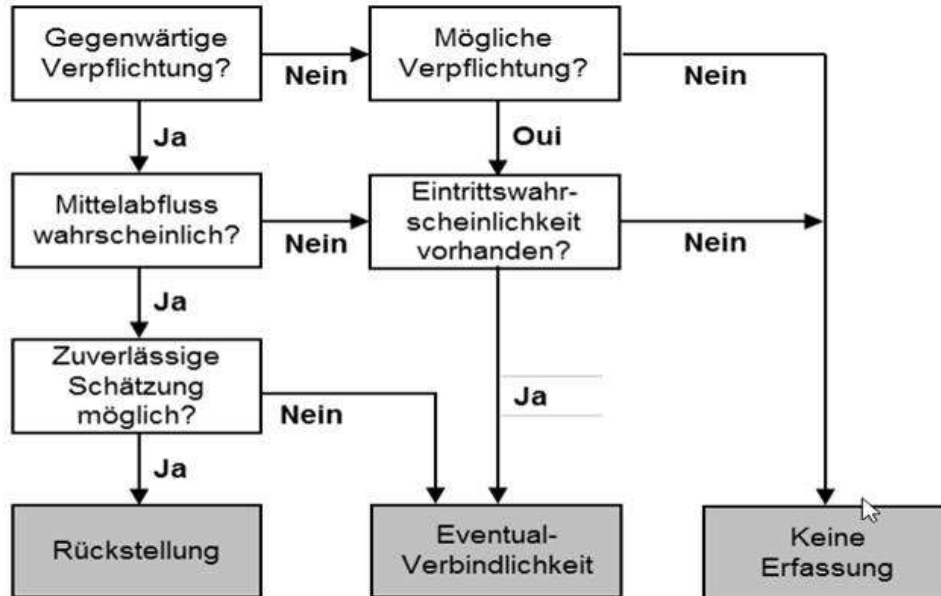 Gegenwärtige
Verpflichtung?
Nein
Mögliche
Verpflichtung?
Nein
Ja
Oui
Mittelabfluss
wahrscheinlich?
Nein
Eintrittswahr-
scheinlichkeit
vorhanden?
Nein
Ja
Zuverlässige
Schätzung
möglich?
Nein
Ja
Ja
Rückstellung
Eventual-
Verbindlichkeit
Keine
Erfassung